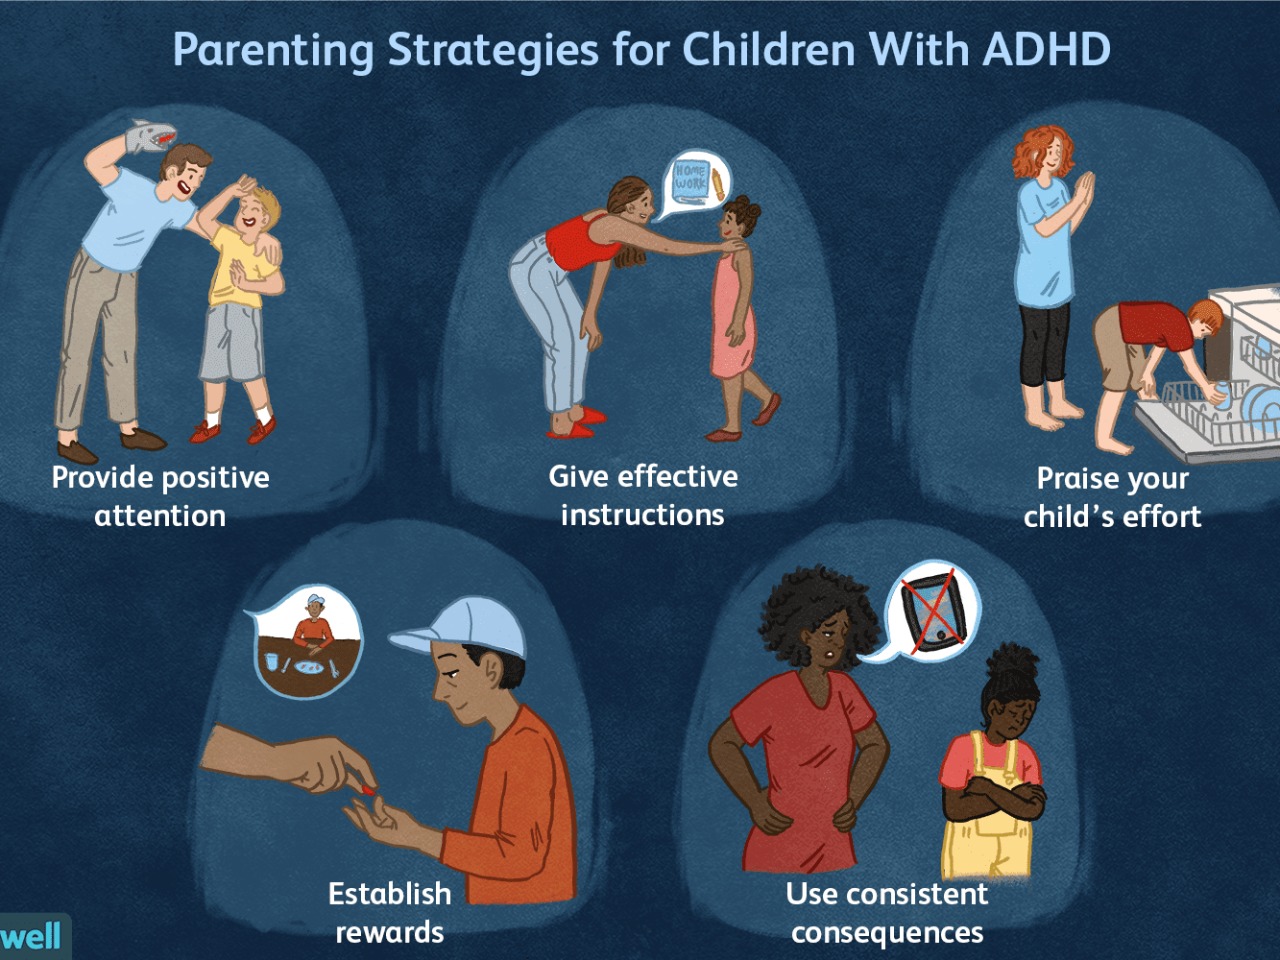 Parenting Strategies for Children With ADHD
HOME
WORK
Provide positive
attention
Give effective
instructions
Praise your
child's effort
Establish
rewards
Use consistent
consequences
well